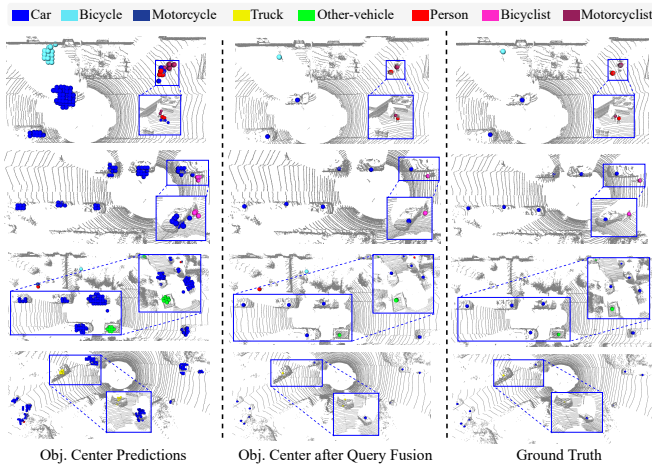 Car Bicycle Motorcycle Truck Other-vehicle Person Bicyclist Motorcyclist
Obj. Center Predictions Obj. Center after Query Fusion Ground Truth